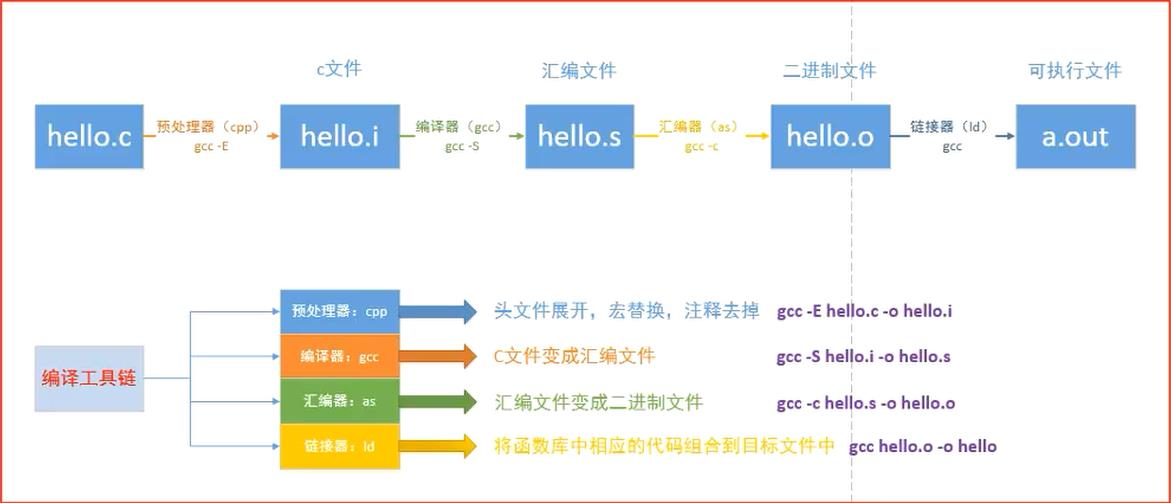 c文件
汇编文件
二进制文件
可执行文件
hello.c
预处理器（cpp）
gcc -E
hello.i
编译器（gcc）
gcc -S
hello.s
汇编器（as）
gcc -c
hello.o
链接器（ld）
gcc
a.out
编译工具链
预处理器：cpp
头文件展开，宏替换，注释去掉
gcc -E hello.c -o hello.i
编译器：gcc
C文件变成汇编文件
gcc -S hello.i -o hello.s
汇编器：as
汇编文件变成二进制文件
gcc -c hello.s -o hello.o
链接器：ld
将函数库中相应的代码组合到目标文件中
gcc hello.o -o hello